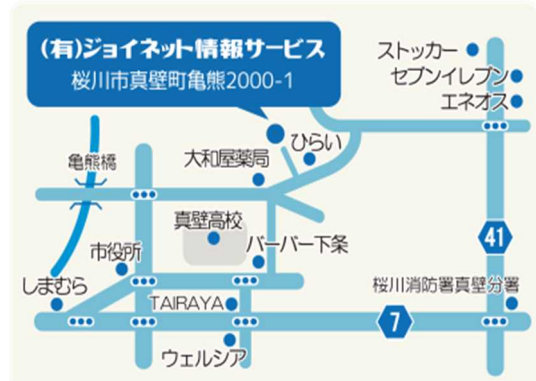 (有)ジョイネット情報サービス
桜川市真壁町亀熊2000-1
ストッカー
セブンイレブン
エネオス
ひらい
大和屋薬局
亀熊橋
真壁高校
バーバー下条
市役所
41
しまむら
TAIRAYA
桜川消防署真壁分署
7
ウェルシア